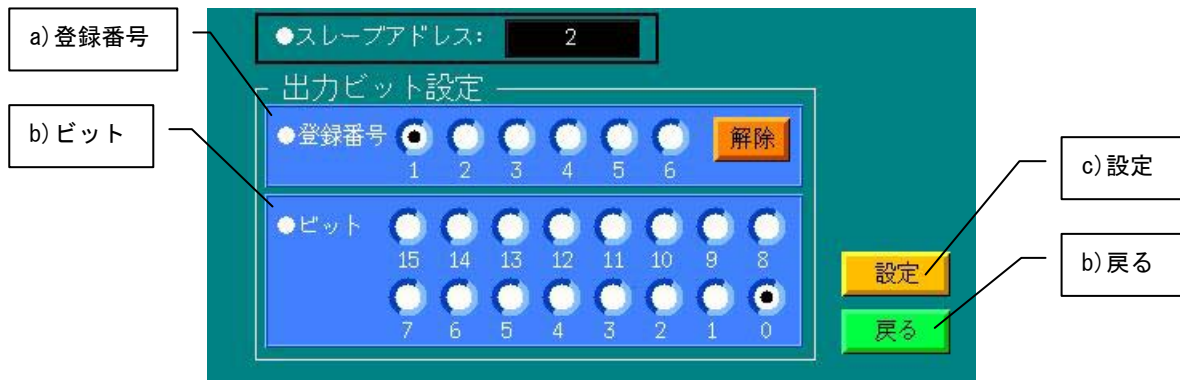 a)登録番号
●スレーブアドレス: 2
出力ビット設定
b)ビット
●登録番号 解除
1 2 3 4 5 6
c)設定
●ビット
15 14 13 12 11 10 9 8
b)戻る
設定
7 6 5 4 3 2 1 0
戻る